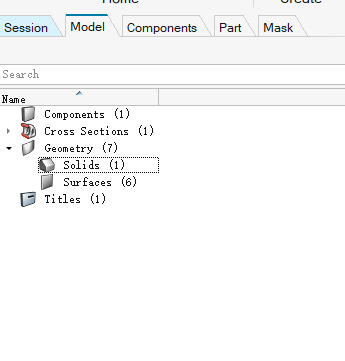 Home Create
Session Model Components Part Mask
Search
Name
Components (1)
Cross Sections (1)
Geometry (7)
Solids (1)
Surfaces (6)
Titles (1)